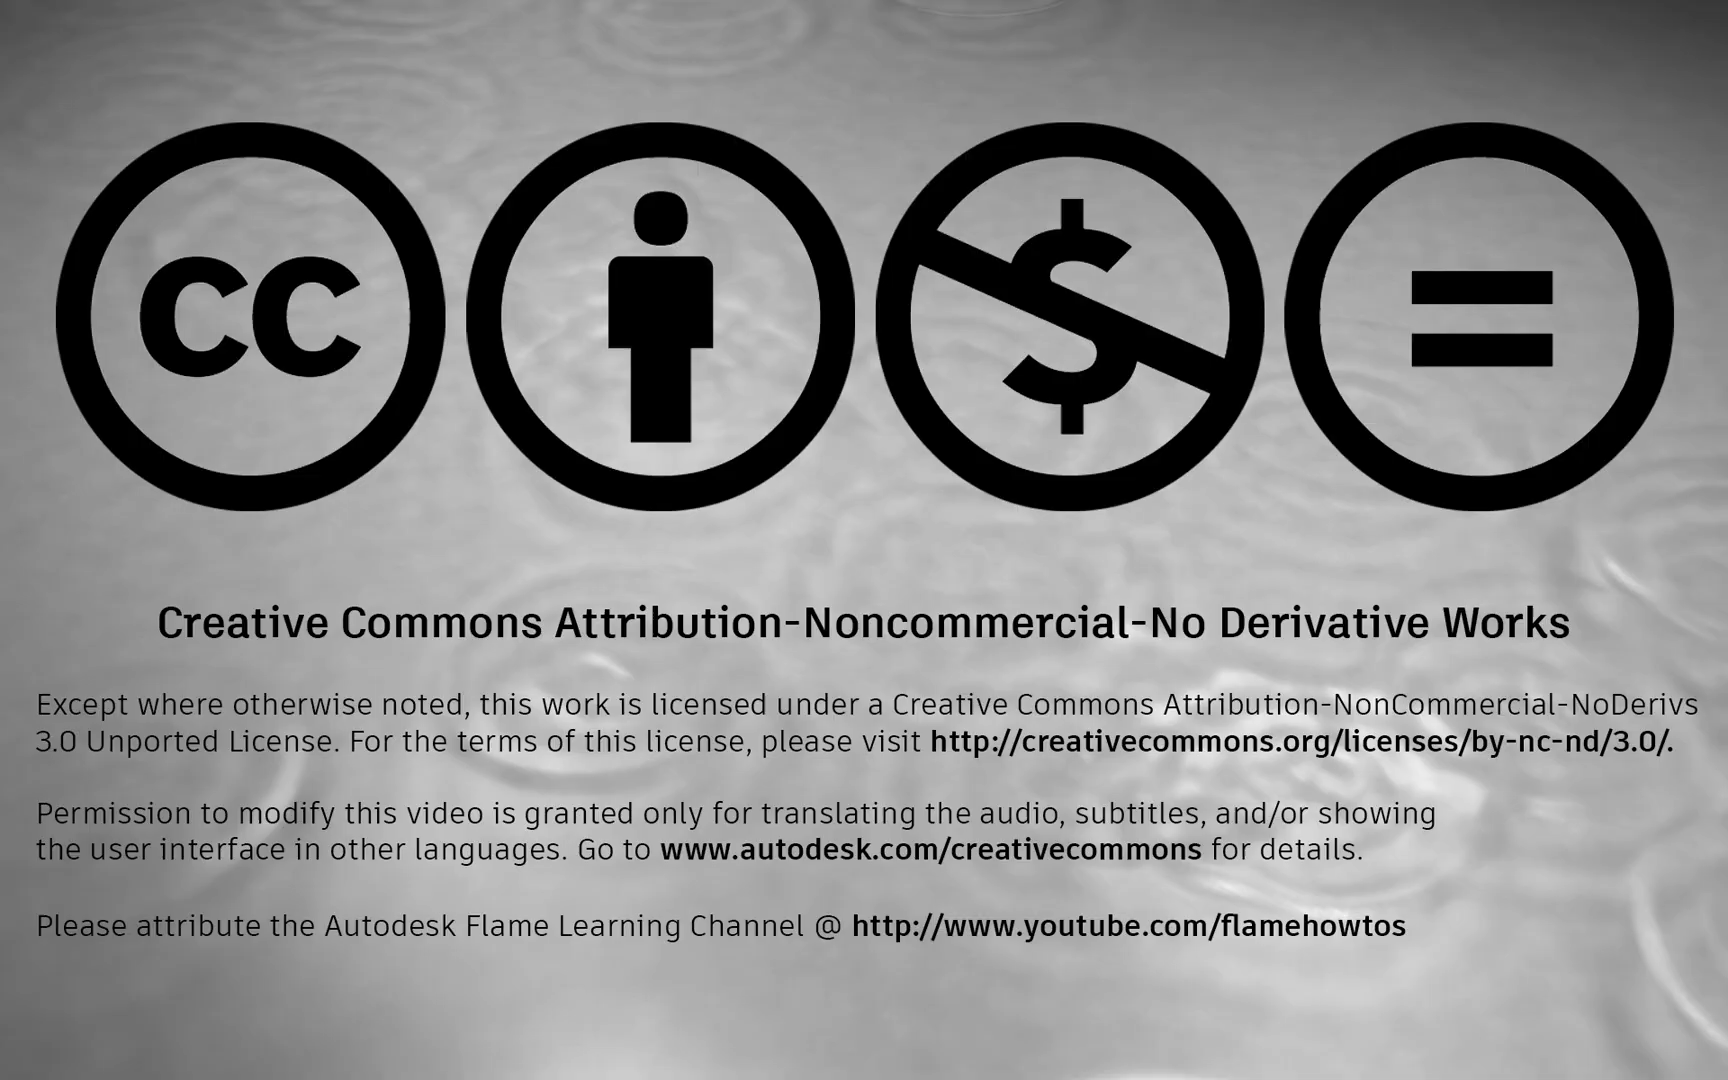 cc
$
=
Creative Commons Attribution-Noncommercial-No Derivative Works
Except where otherwise noted, this work is licensed under a Creative Commons Attribution-NonCommercial-NoDerivs
3.0 Unported License. For the terms of this license, please visit http://creativecommons.org/licenses/by-nc-nd/3.0/.
Permission to modify this video is granted only for translating the audio, subtitles, and/or showing
the user interface in other languages. Go to www.autodesk.com/creativecommons for details.
Please attribute the Autodesk Flame Learning Channel @ http://www.youtube.com/flamehowtos